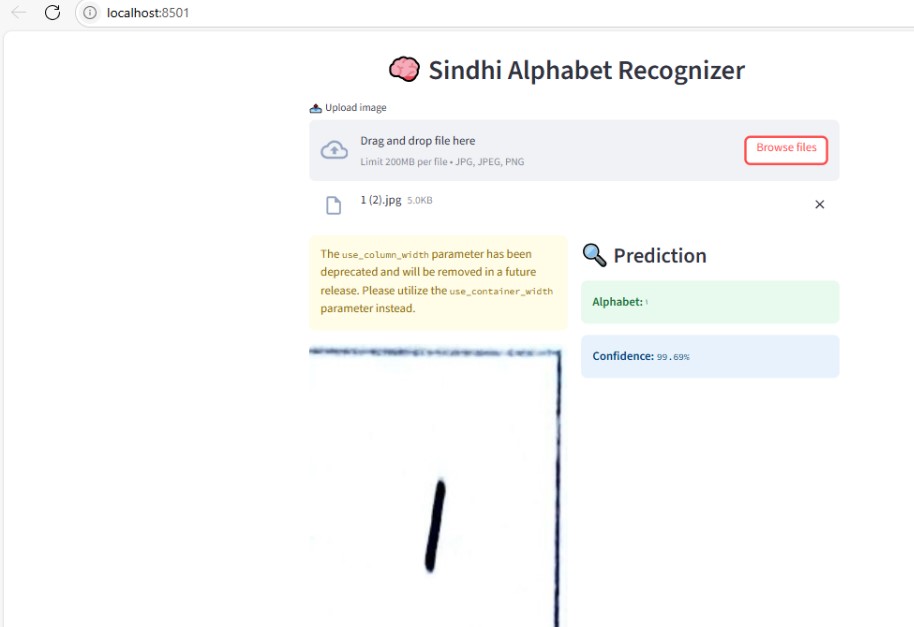 localhost:8501
🧠 Sindhi Alphabet Recognizer
📤 Upload image
Drag and drop file here
Limit 200MB per file • JPG, JPEG, PNG
Browse files
1 (2).jpg 5.0KB
The use_column_width parameter has been
deprecated and will be removed in a future
release. Please utilize the use_container_width
parameter instead.
🔍 Prediction
Alphabet: ا
Confidence: 99.69%
ا